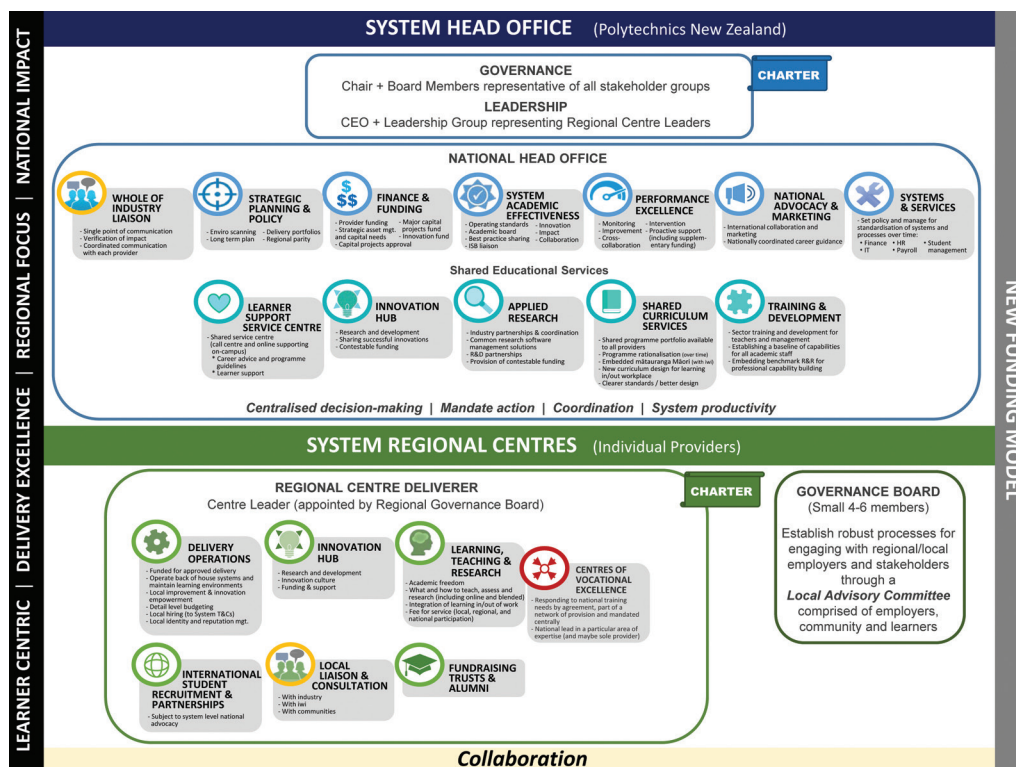 SYSTEM HEAD OFFICE (Polytechnics New Zealand)
GOVERNANCE
Chair + Board Members representative of all stakeholder groups
LEADERSHIP
CEO + Leadership Group representing Regional Centre Leaders
CHARTER
NATIONAL HEAD OFFICE
WHOLE OF
INDUSTRY
LIAISON
- Single point of communication
- Verification of impact
- Coordinated communication
with each provider
STRATEGIC
PLANNING &
POLICY
- Enviro scanning
- Long term plan
- Delivery portfolios
- Regional parity
$
$$
FINANCE &
FUNDING
- Provider funding
- Strategic asset mgt.
and capital needs
- Capital projects approval
- Major capital
projects fund
- Innovation fund
SYSTEM
ACADEMIC
EFFECTIVENESS
- Operating standards
- Academic board
- Best practice sharing
- ISB liaison
- Innovation
- Impact
- Collaboration
PERFORMANCE
EXCELLENCE
- Monitoring
- Improvement
- Cross-
collaboration
- Intervention
- Proactive support
(including supplem-
entary funding)
NATIONAL
ADVOCACY
& MARKETING
- International collaboration and
marketing
- Nationally coordinated career guidance
SYSTEMS
& SERVICES
- Set policy and manage for
standardisation of systems and
processes over time:
• Finance • HR • Student
• IT • Payroll management
Shared Educational Services
LEARNER
SUPPORT
SERVICE CENTRE
- Shared service centre
(call centre and online supporting
on-campus)
* Career advice and programme
guidelines
* Learner support
INNOVATION
HUB
- Research and development
- Sharing successful innovations
- Contestable funding
APPLIED
RESEARCH
- Industry partnerships & coordination
- Common research software
management solutions
- R&D partnerships
- Provision of contestable funding
SHARED
CURRICULUM
SERVICES
- Shared programme portfolio available
to all providers
- Programme rationalisation (over time)
- Embedded mātauranga Māori (with iwi)
- New curriculum design for learning
in/out workplace
- Clearer standards / better design
TRAINING &
DEVELOPMENT
- Sector training and development for
teachers and management
- Establishing a baseline of capabilities
for all academic staff
- Embedding benchmark R&R for
professional capability building
Centralised decision-making | Mandate action | Coordination | System productivity
SYSTEM REGIONAL CENTRES (Individual Providers)
REGIONAL CENTRE DELIVERER
Centre Leader (appointed by Regional Governance Board)
CHARTER
DELIVERY
OPERATIONS
- Funded for approved delivery
- Operate back of house systems and
maintain learning environments
- Local improvement & innovation
empowerment
- Detail level budgeting
- Local hiring (to System T&Cs)
- Local identity and reputation mgt.
INNOVATION
HUB
- Research and development
- Innovation culture
- Funding & support
LEARNING,
TEACHING &
RESEARCH
- Academic freedom
- What and how to teach, assess and
research (including online and blended)
- Integration of learning in/out of work
- Fee for service (local, regional, and
national participation)
CENTRES OF
VOCATIONAL
EXCELLENCE
- Responding to national training
needs by agreement, part of a
network of provision and mandated
centrally
- National lead in a particular area of
expertise (and maybe sole provider)
INTERNATIONAL
STUDENT
RECRUITMENT &
PARTNERSHIPS
- Subject to system level national
advocacy
LOCAL
LIAISON &
CONSULTATION
- With industry
- With iwi
- With communities
FUNDRAISING
TRUSTS &
ALUMNI
GOVERNANCE BOARD
(Small 4-6 members)
Establish robust processes for
engaging with regional/local
employers and stakeholders
through a
Local Advisory Committee
comprised of employers,
community and learners
Collaboration
LEARNER CENTRIC | DELIVERY EXCELLENCE | REGIONAL FOCUS | NATIONAL IMPACT
NEW FUNDING MODEL